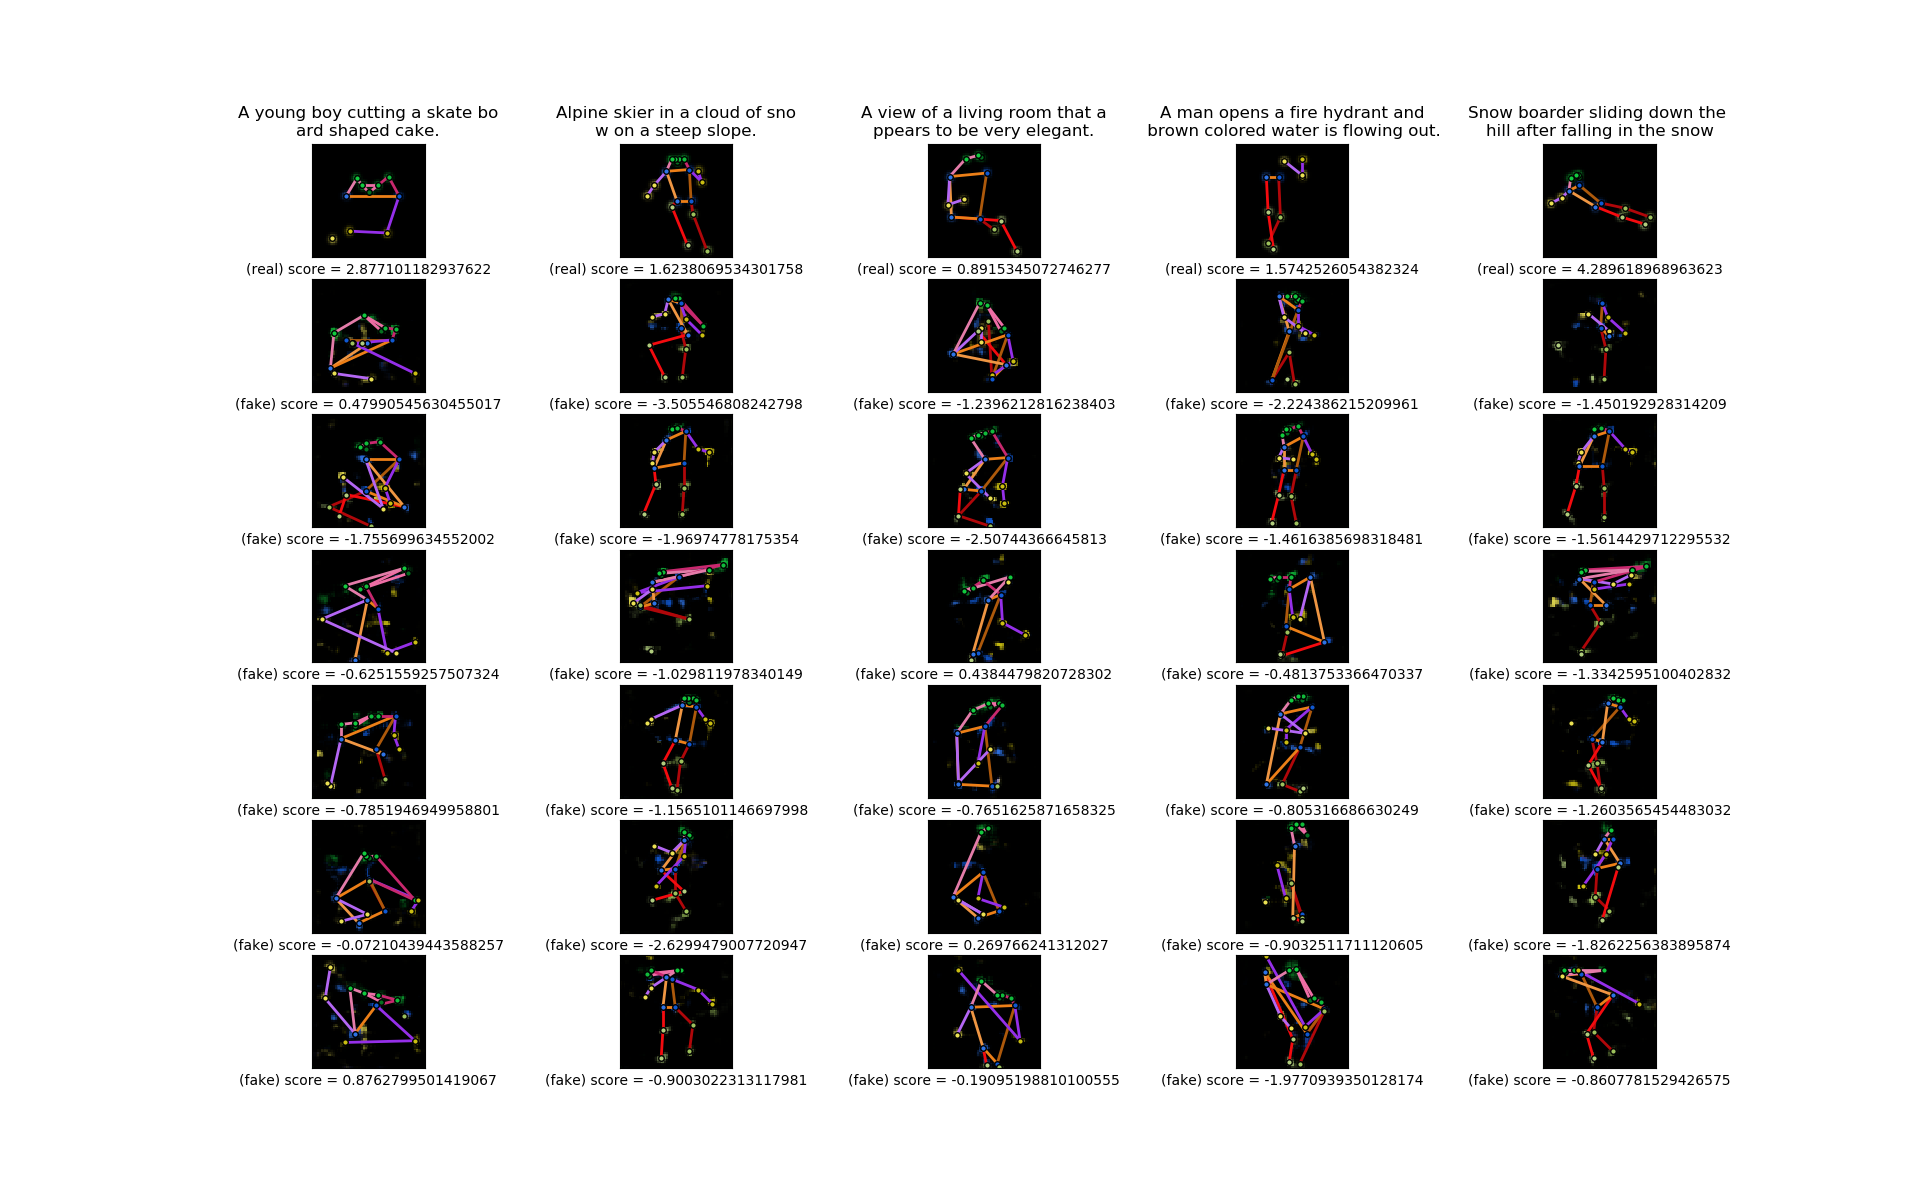 A young boy cutting a skate bo
ard shaped cake.
Alpine skier in a cloud of sno
w on a steep slope.
A view of a living room that a
ppears to be very elegant.
A man opens a fire hydrant and
brown colored water is flowing out.
Snow boarder sliding down the
hill after falling in the snow
(real) score = 2.877101182937622
(real) score = 1.6238069534301758
(real) score = 0.8915345072746277
(real) score = 1.5742526054382324
(real) score = 4.289618968963623
(fake) score = 0.47990545630455017
(fake) score = -3.505546808242798
(fake) score = -1.2396212816238403
(fake) score = -2.224386215209961
(fake) score = -1.450192928314209
(fake) score = -1.755699634552002
(fake) score = -1.96974778175354
(fake) score = -2.50744366645813
(fake) score = -1.4616385698318481
(fake) score = -1.5614429712295532
(fake) score = -0.6251559257507324
(fake) score = -1.029811978340149
(fake) score = 0.4384479820728302
(fake) score = -0.4813753366470337
(fake) score = -1.3342595100402832
(fake) score = -0.7851946949958801
(fake) score = -1.1565101146697998
(fake) score = -0.7651625871658325
(fake) score = -0.805316686630249
(fake) score = -1.2603565454483032
(fake) score = -0.07210439443588257
(fake) score = -2.6299479007720947
(fake) score = 0.269766241312027
(fake) score = -0.9032511711120605
(fake) score = -1.8262256383895874
(fake) score = 0.8762799501419067
(fake) score = -0.9003022313117981
(fake) score = -0.190951988101005​55
(fake) score = -1.9770939350128174
(fake) score = -0.8607781529426575